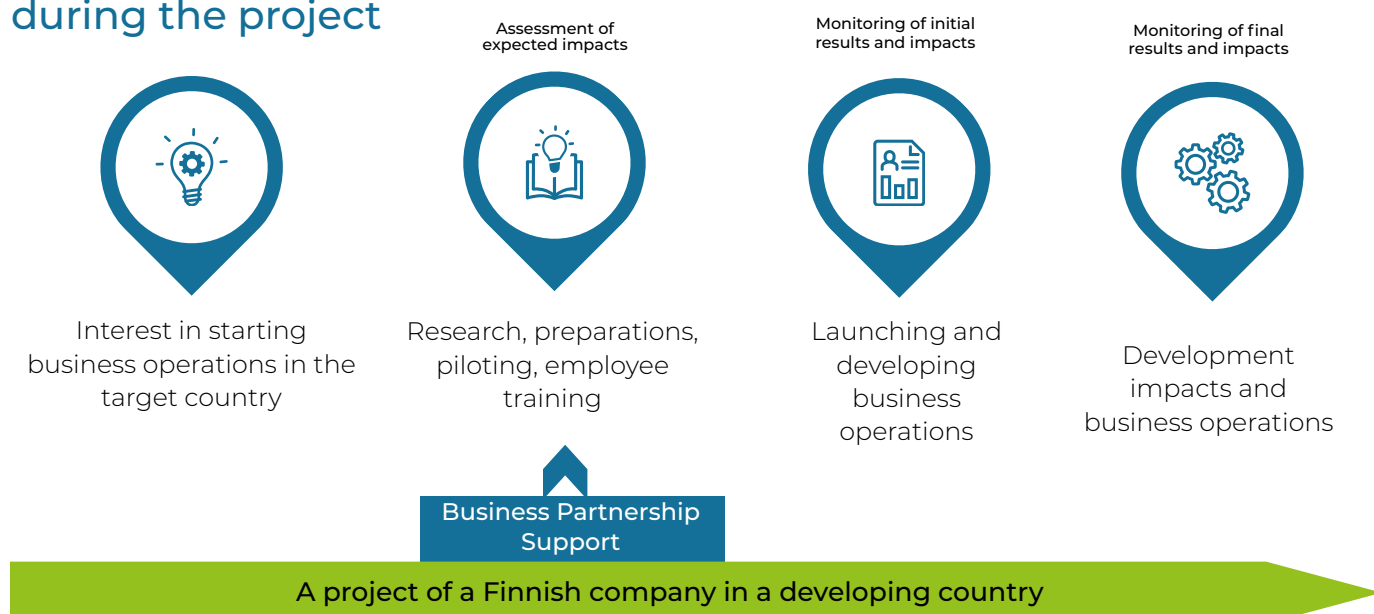 during the project
Assessment of
expected impacts
Monitoring of initial
results and impacts
Monitoring of final
results and impacts
Interest in starting
business operations in the
target country
Research, preparations,
piloting, employee
training
Launching and
developing
business
operations
Development
impacts and
business operations
Business Partnership
Support
A project of a Finnish company in a developing country